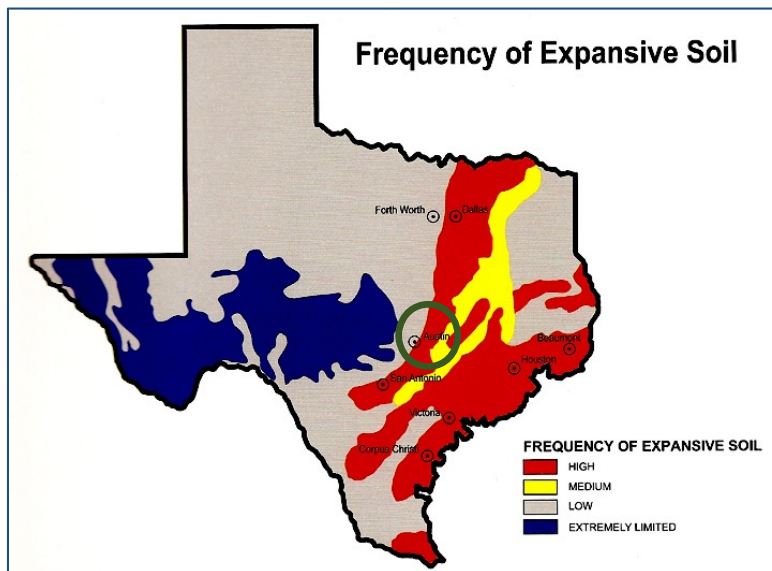 Frequency of Expansive Soil
Forth Worth
Dallas
Austin
Beaumont
Houston
San Antonio
Victoria
Corpus Christi
FREQUENCY OF EXPANSIVE SOIL
HIGH
MEDIUM
LOW
EXTREMELY LIMITED